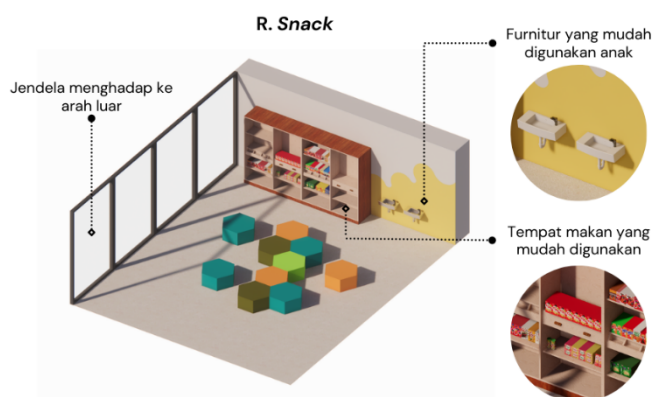 R. Snack
Jendela menghadap ke
arah luar
Furnitur yang mudah
digunakan anak
Tempat makan yang
mudah digunakan